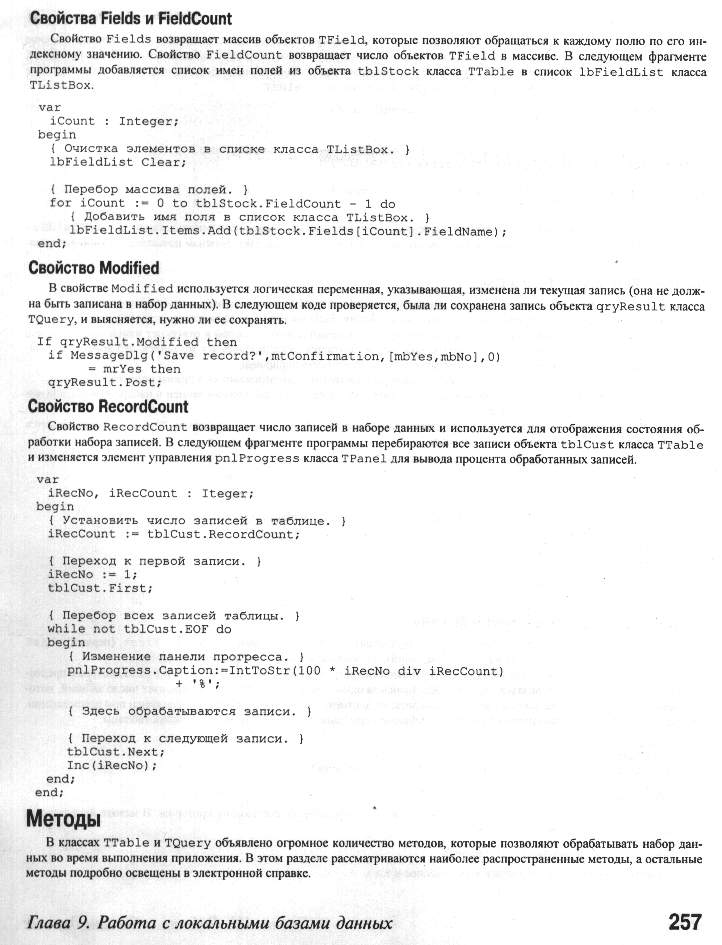 Свойства Fields и FieldCount
Свойство Fields возвращает массив объектов TField, которые позволяют обращаться к каждому полю по его ин-
дексному значению. Свойство FieldCount возвращает число объектов TField в массиве. В следующем фрагменте
программы добавляется список имен полей из объекта tblStock класса TTable в список lbFieldList класса
TListBox.
var
iCount : Integer;
begin
{ Очистка элементов в списке класса TListBox. }
lbFieldList Clear;
{ Перебор массива полей. }
for iCount := 0 to tblStock.FieldCount - 1 do
{ Добавить имя поля в список класса TListBox. }
lbFieldList.Items.Add(tblStock.Fields[iCount].FieldName);
end;
Свойство Modified
В свойстве Modified используется логическая переменная, указывающая, изменена ли текущая запись (она не долж-
на быть записана в набор данных). В следующем коде проверяется, была ли сохранена запись объекта qryResult класса
TQuery, и выясняется, нужно ли ее сохранять.
If qryResult.Modified then
if MessageDlg('Save record?',mtConfirmation,[mbYes,mbNo],0)
= mrYes then
qryResult.Post;
Свойство RecordCount
Свойство RecordCount возвращает число записей в наборе данных и используется для отображения состояния об-
работки набора записей. В следующем фрагменте программы перебираются все записи объекта tblCust класса TTable
и изменяется элемент управления pnlProgress класса TPanel для вывода процента обработанных записей.
var
iRecNo, iRecCount : Iteger;
begin
{ Установить число записей в таблице. }
iRecCount := tblCust.RecordCount;
{ Переход к первой записи. }
iRecNo := 1;
tblCust.First;
{ Перебор всех записей таблицы. }
while not tblCust.EOF do
begin
{ Изменение панели прогресса. }
pnlProgress.Caption:=IntToStr(100 * iRecNo div iRecCount)
+ '%';
{ Здесь обрабатываются записи. }
{ Переход к следующей записи. }
tblCust.Next;
Inc(iRecNo);
end;
end;
Методы
В классах TTable и TQuery объявлено огромное количество методов, которые позволяют обрабатывать набор дан-
ных во время выполнения приложения. В этом разделе рассматриваются наиболее распространенные методы, а остальные
методы подробно освещены в электронной справке.
Глава 9. Работа с локальными базами данных 257